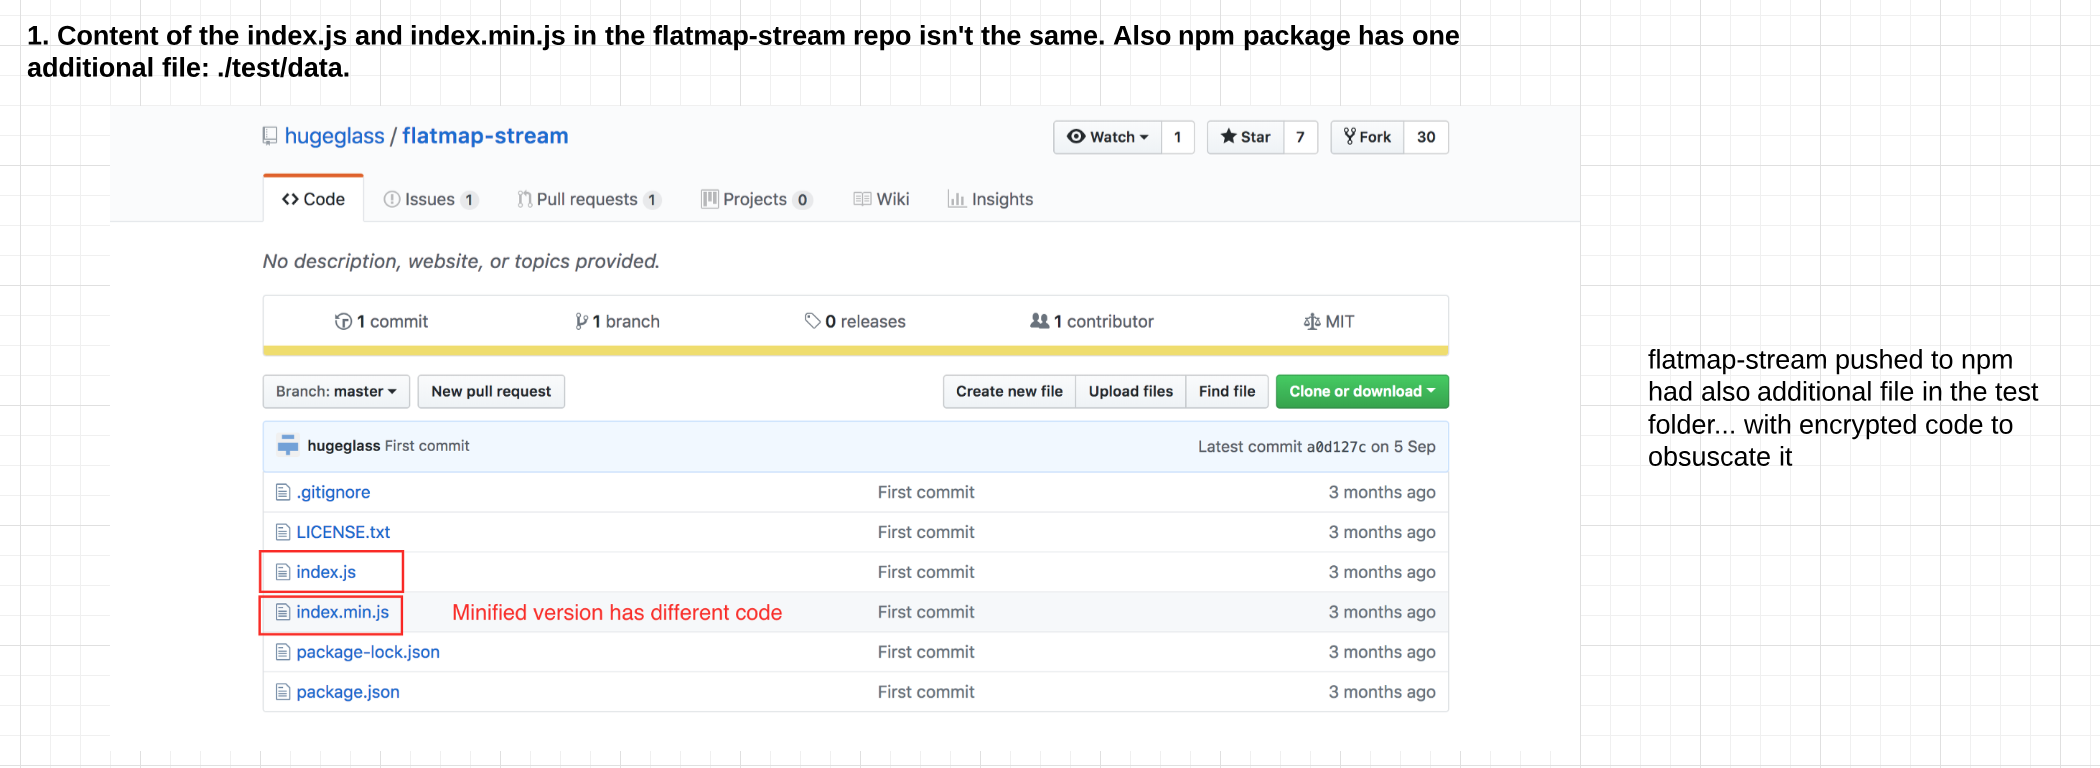 1. Content of the index.js and index.min.js in the flatmap-stream repo isn't the same. Also npm package has one
additional file: ./test/data.
hugeglass / flatmap-stream
Watch 1 Star 7 Fork 30
Code Issues 1 Pull requests 1 Projects 0 Wiki Insights
No description, website, or topics provided.
1 commit 1 branch 0 releases 1 contributor MIT
Branch: master New pull request Create new file Upload files Find file Clone or download
hugeglass First commit Latest commit a0d127c on 5 Sep
.gitignore First commit 3 months ago
LICENSE.txt First commit 3 months ago
index.js First commit 3 months ago
index.min.js Minified version has different code First commit 3 months ago
package-lock.json First commit 3 months ago
package.json First commit 3 months ago
flatmap-stream pushed to npm
had also additional file in the test
folder... with encrypted code to
obsuscate it